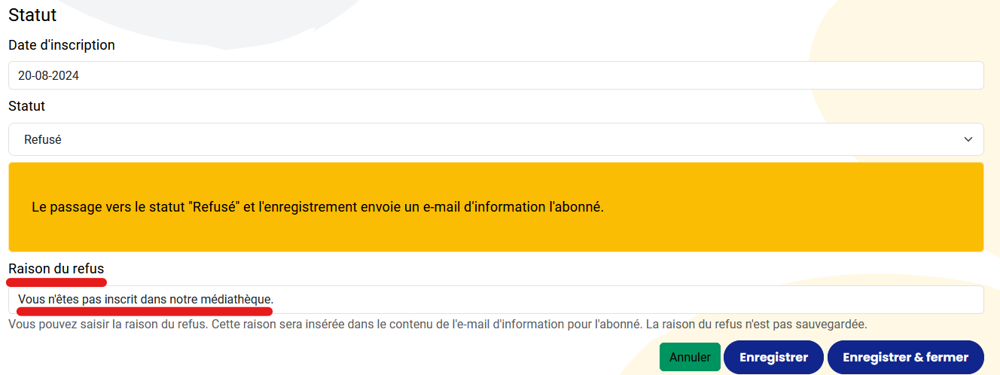 Statut
Date d'inscription
20-08-2024
Statut
Refusé
Le passage vers le statut "Refusé" et l'enregistrement envoie un e-mail d'information l'abonné.
Raison du refus
Vous n'êtes pas inscrit dans notre médiathèque.
Vous pouvez saisir la raison du refus. Cette raison sera insérée dans le contenu de l'e-mail d'information pour l'abonné. La raison du refus n'est pas sauvegardée.
Annuler Enregistrer Enregistrer & fermer